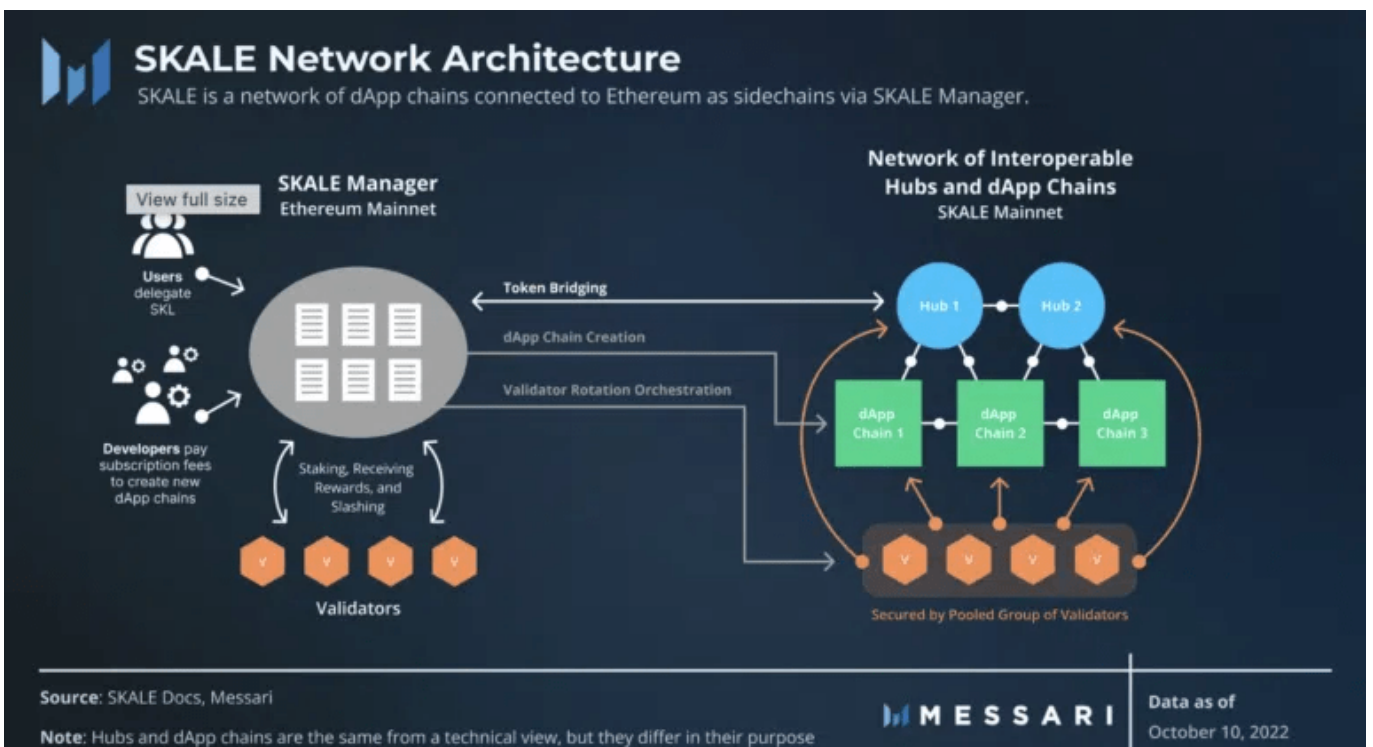 SKALE Network Architecture
SKALE is a network of dApp chains connected to Ethereum as sidechains via SKALE Manager.
View full size
SKALE Manager
Ethereum Mainnet
Network of Interoperable
Hubs and dApp Chains
SKALE Mainnet
Users
delegate
SKL
Token Bridging
Hub 1
Hub 2
dApp Chain Creation
Validator Rotation Orchestration
dApp
Chain 1
dApp
Chain 2
dApp
Chain 3
Developers pay
subscription fees
to create new
dApp chains
Staking, Receiving
Rewards, and
Slashing
V
V
V
V
Validators
V
V
V
V
Secured by Pooled Group of Validators
Source: SKALE Docs, Messari
Note: Hubs and dApp chains are the same from a technical view, but they differ in their purpose
MESSARI
Data as of
October 10, 2022